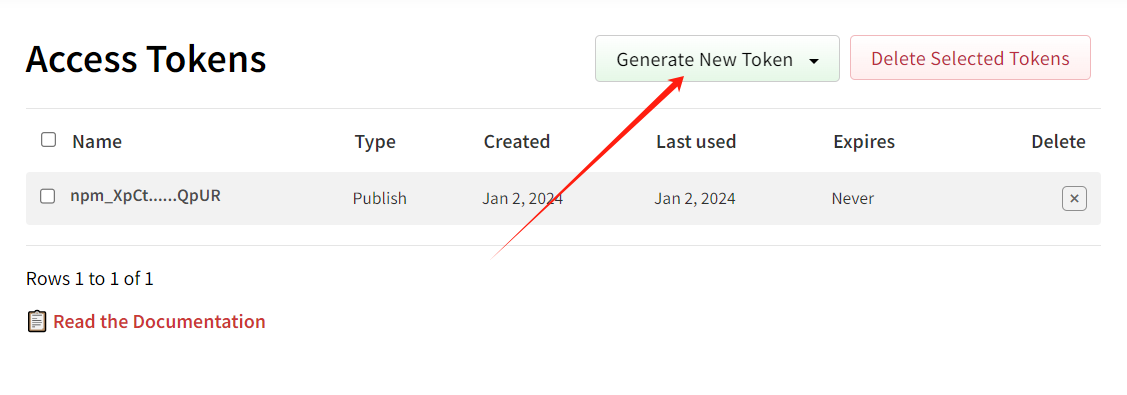 Access Tokens
Generate New Token
Delete Selected Tokens
Name Type Created Last used Expires Delete
npm_XpCt......QpUR Publish Jan 2, 2024 Jan 2, 2024 Never
Rows 1 to 1 of 1
Read the Documentation